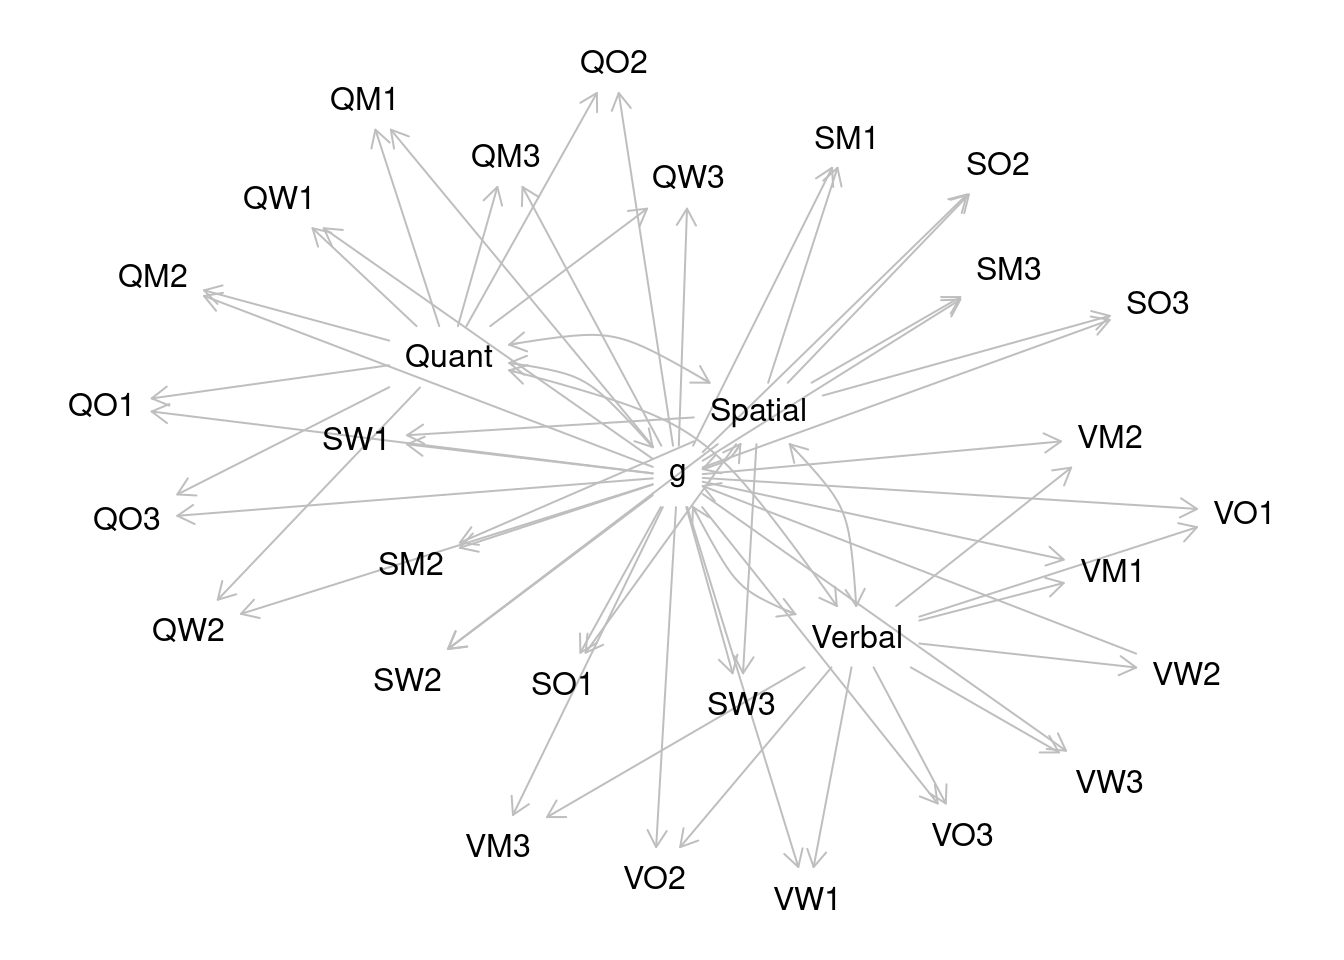 QO2
QM1
SM1
QM3
SO2
QW3
QW1
SM3
QM2
SO3
Quant
QO1
Spatial
SW1
VM2
g
VO1
QO3
SM2
VM1
QW2
Verbal
SW2
SO1
VW2
SW3
VW3
VO3
VM3
VO2
VW1